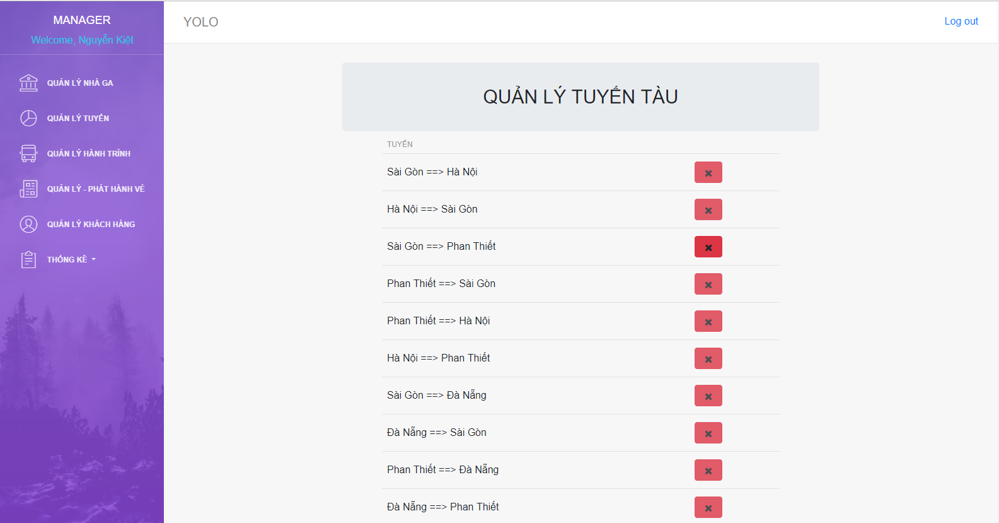 MANAGER
Welcome, Nguyễn Kiệt
QUẢN LÝ NHÀ GA
QUẢN LÝ TUYẾN
QUẢN LÝ HÀNH TRÌNH
QUẢN LÝ - PHÁT HÀNH VÉ
QUẢN LÝ KHÁCH HÀNG
THỐNG KÊ
YOLO
Log out
QUẢN LÝ TUYẾN TÀU
TUYẾN
Sài Gòn ==> Hà Nội
Hà Nội ==> Sài Gòn
Sài Gòn ==> Phan Thiết
Phan Thiết ==> Sài Gòn
Phan Thiết ==> Hà Nội
Hà Nội ==> Phan Thiết
Sài Gòn ==> Đà Nẵng
Đà Nẵng ==> Sài Gòn
Phan Thiết ==> Đà Nẵng
Đà Nẵng ==> Phan Thiết